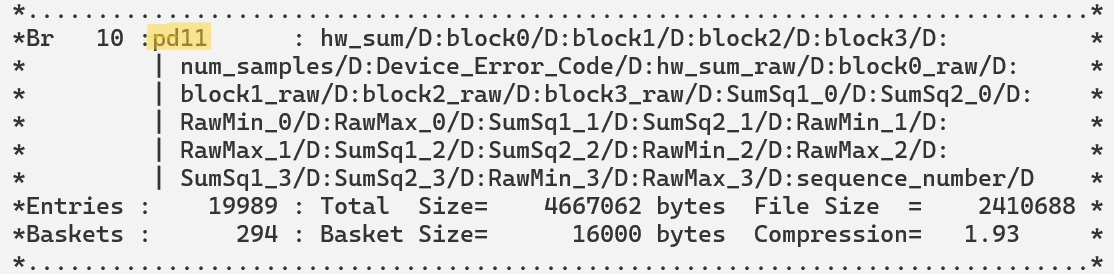 *............................................................................*
*Br   10 :pd11      : hw_sum/D:block0/D:block1/D:block2/D:block3/D:          *
*         | num_samples/D:Device_Error_Code/D:hw_sum_raw/D:block0_raw/D:     *
*         | block1_raw/D:block2_raw/D:block3_raw/D:SumSq1_0/D:SumSq2_0/D:    *
*         | RawMin_0/D:RawMax_0/D:SumSq1_1/D:SumSq2_1/D:RawMin_1/D:          *
*         | RawMax_1/D:SumSq1_2/D:SumSq2_2/D:RawMin_2/D:RawMax_2/D:          *
*         | SumSq1_3/D:SumSq2_3/D:RawMin_3/D:RawMax_3/D:sequence_number/D    *
*Entries :    19989 : Total  Size=    4667062 bytes  File Size  =    2410688 *
*Baskets :      294 : Basket Size=      16000 bytes  Compression=   1.93     *
*............................................................................*